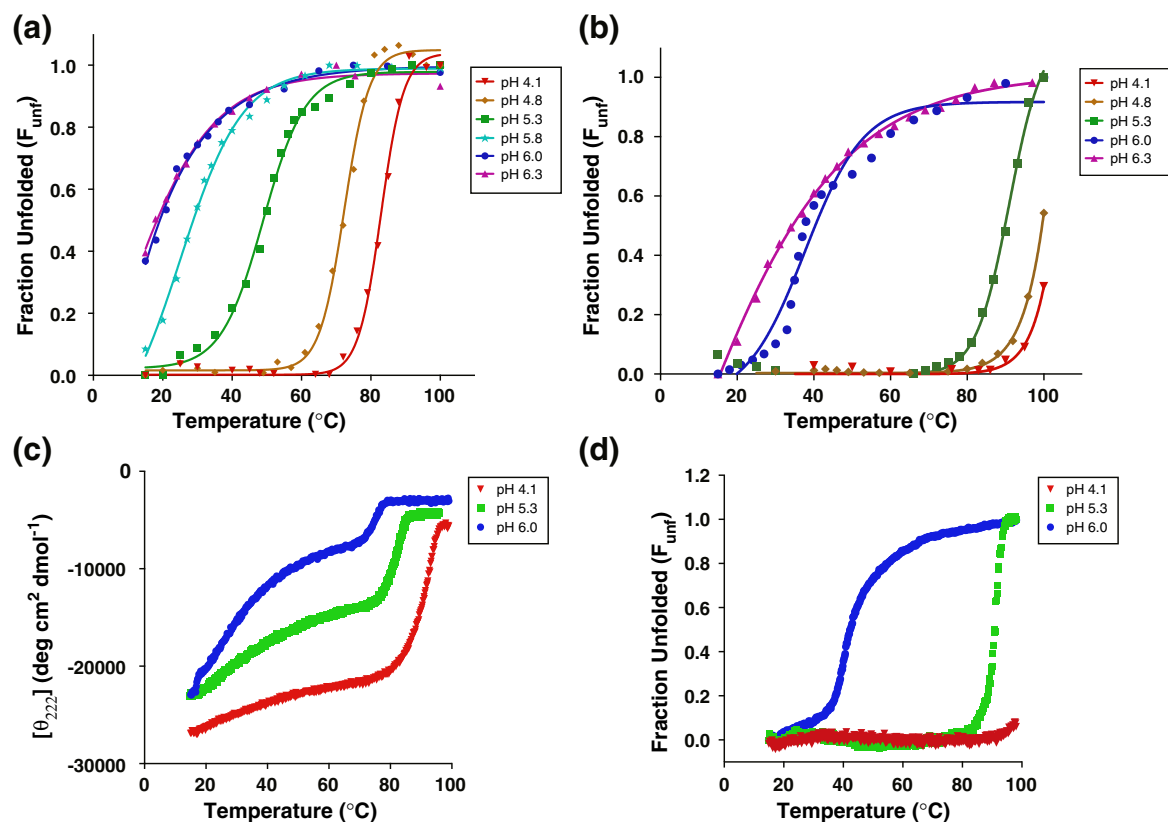 (a)
Fraction Unfolded (F_unf)
1.0
0.8
0.6
0.4
0.2
0.0
0 20 40 60 80 100
Temperature (°C)
pH 4.1
pH 4.8
pH 5.3
pH 5.8
pH 6.0
pH 6.3
(b)
Fraction Unfolded (F_unf)
1.0
0.8
0.6
0.4
0.2
0.0
0 20 40 60 80 100
Temperature (°C)
pH 4.1
pH 4.8
pH 5.3
pH 6.0
pH 6.3
(c)
[θ222] (deg cm² dmol⁻¹)
0
-10000
-20000
-30000
0 20 40 60 80 100
Temperature (°C)
pH 4.1
pH 5.3
pH 6.0
(d)
Fraction Unfolded (F_unf)
1.2
1.0
0.8
0.6
0.4
0.2
0.0
0 20 40 60 80 100
Temperature (°C)
pH 4.1
pH 5.3
pH 6.0